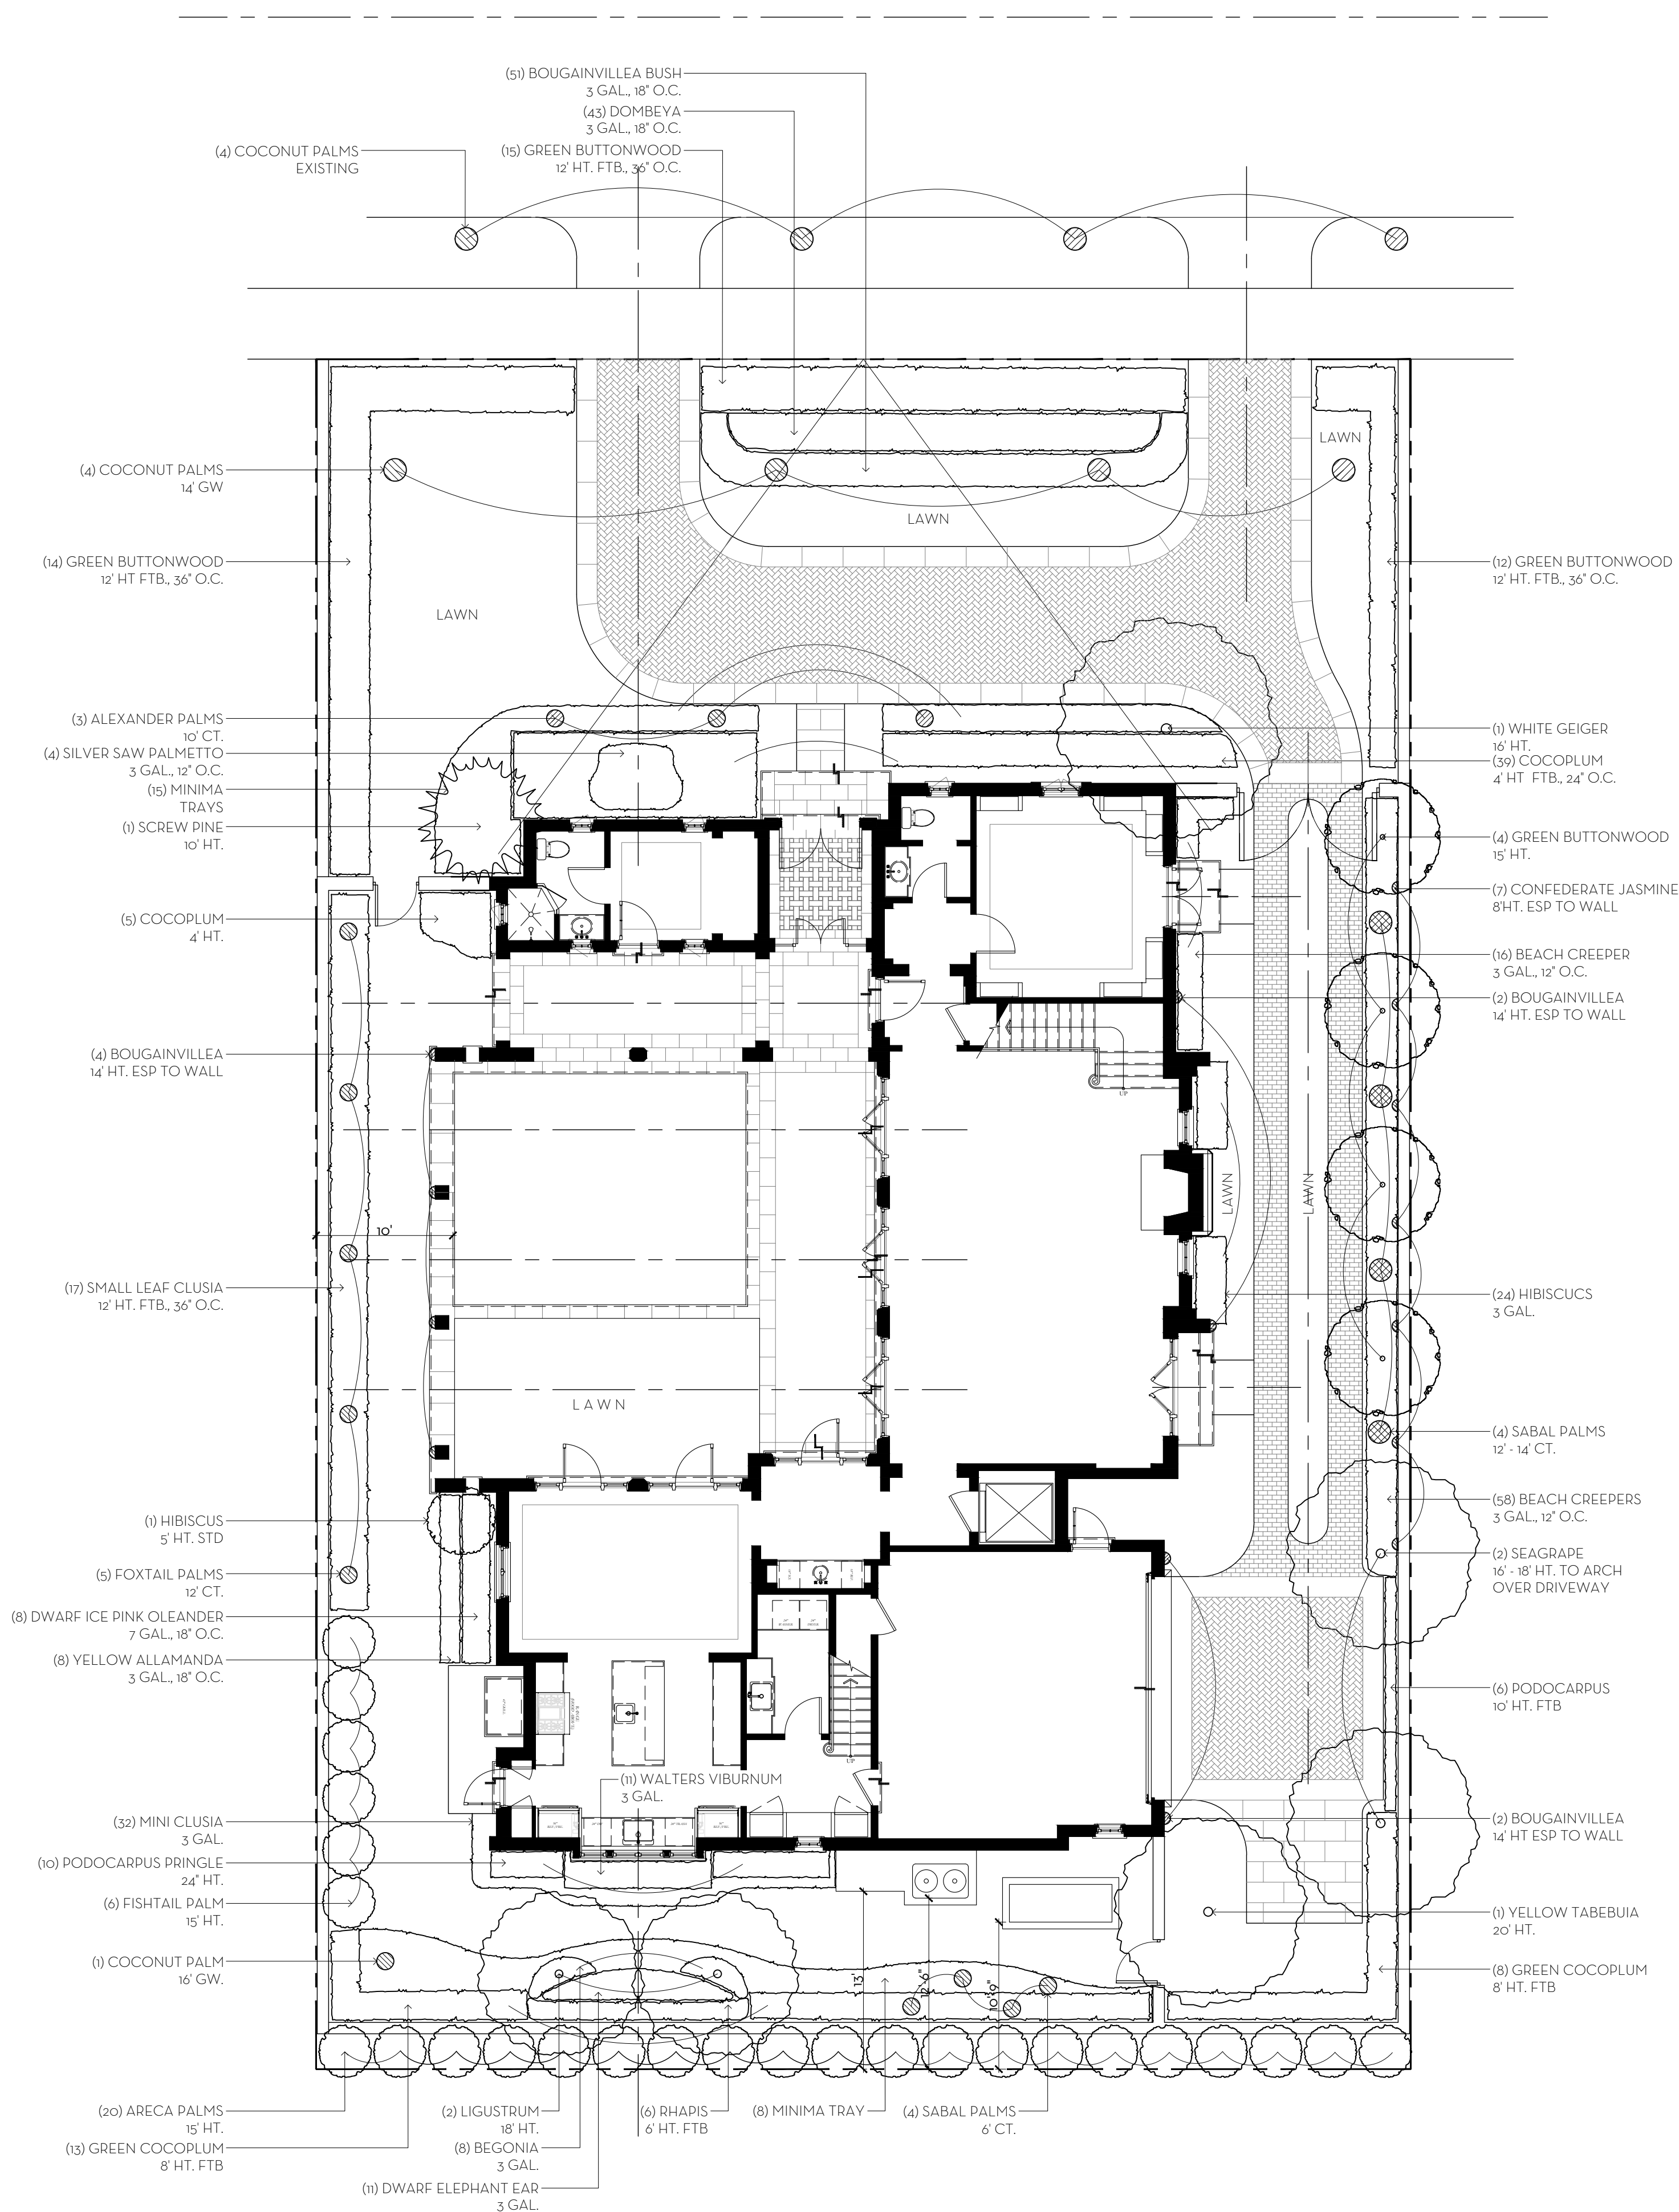 (51) BOUGAINVILLEA BUSH
3 GAL., 18" O.C.
(43) DOMBEYA
3 GAL., 18" O.C.
(15) GREEN BUTTONWOOD
12' HT. FTB., 36" O.C.
(4) COCONUT PALMS
EXISTING
(4) COCONUT PALMS
14' GW
(14) GREEN BUTTONWOOD
12' HT FTB., 36" O.C.
(3) ALEXANDER PALMS
10' CT.
(4) SILVER SAW PALMETTO
3 GAL., 12" O.C.
(15) MINIMA
TRAYS
(1) SCREW PINE
10' HT.
(5) COCOPLUM
4' HT.
(4) BOUGAINVILLEA
14' HT. ESP TO WALL
(17) SMALL LEAF CLUSIA
12' HT. FTB., 36" O.C.
(1) HIBISCUS
5' HT. STD
(5) FOXTAIL PALMS
12' CT.
(8) DWARF ICE PINK OLEANDER
7 GAL., 18" O.C.
(8) YELLOW ALLAMANDA
3 GAL., 18" O.C.
(32) MINI CLUSIA
3 GAL.
(10) PODOCARPUS PRINGLE
24" HT.
(6) FISHTAIL PALM
15' HT.
(1) COCONUT PALM
16' GW.
(20) ARECA PALMS
15' HT.
(13) GREEN COCOPLUM
8' HT. FTB
LAWN
LAWN
LAWN
10'
UP
LAWN
LAWN
LAWN
UP
(11) WALTERS VIBURNUM
3 GAL.
13'
12'-6"
10'-9"
(2) LIGUSTRUM
18' HT.
(8) BEGONIA
3 GAL.
(11) DWARF ELEPHANT EAR
3 GAL.
(6) RHAPIS
6' HT. FTB
(8) MINIMA TRAY
(4) SABAL PALMS
6' CT.
(12) GREEN BUTTONWOOD
12' HT. FTB., 36" O.C.
(1) WHITE GEIGER
16' HT.
(39) COCOPLUM
4' HT FTB., 24" O.C.
(4) GREEN BUTTONWOOD
15' HT.
(7) CONFEDERATE JASMINE
8'HT. ESP TO WALL
(16) BEACH CREEPER
3 GAL., 12" O.C.
(2) BOUGAINVILLEA
14' HT. ESP TO WALL
(24) HIBISCUCS
3 GAL.
(4) SABAL PALMS
12' - 14' CT.
(58) BEACH CREEPERS
3 GAL., 12" O.C.
(2) SEAGRAPE
16' - 18' HT. TO ARCH
OVER DRIVEWAY
(6) PODOCARPUS
10' HT. FTB
(2) BOUGAINVILLEA
14' HT ESP TO WALL
(1) YELLOW TABEBUIA
20' HT.
(8) GREEN COCOPLUM
8' HT. FTB